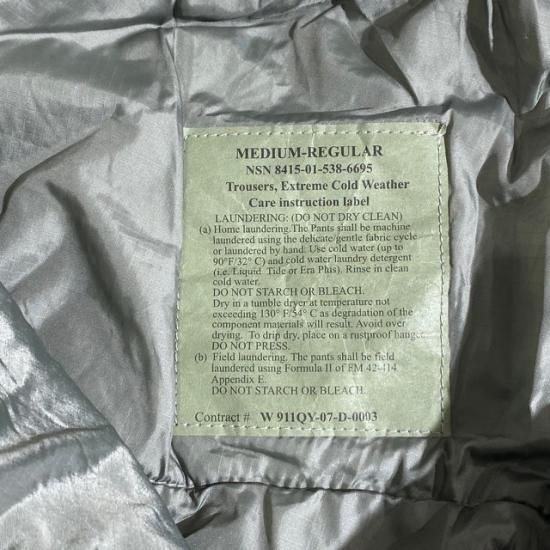 MEDIUM-REGULAR
NSN 8415-01-538-6695
Trousers, Extreme Cold Weather
Care instruction label
LAUNDERING: (DO NOT DRY CLEAN)
(a) Home laundering. The Pants shall be machine
laundered using the delicate/gentle fabric cycle
or laundered by hand. Use cold water (up to
90°F/32° C) and cold water laundry detergent
(i.e. Liquid Tide or Era Plus). Rinse in clean
cold water.
DO NOT STARCH OR BLEACH.
Dry in a tumble dryer at temperature not
exceeding 130° F/54° C as degradation of the
component materials will result. Avoid over
drying. To drip dry, place on a rustproof hanger.
DO NOT PRESS.
(b) Field laundering. The pants shall be field
laundered using Formula II of FM 42-414
Appendix E.
DO NOT STARCH OR BLEACH.
Contract # W 911QY-07-D-0003